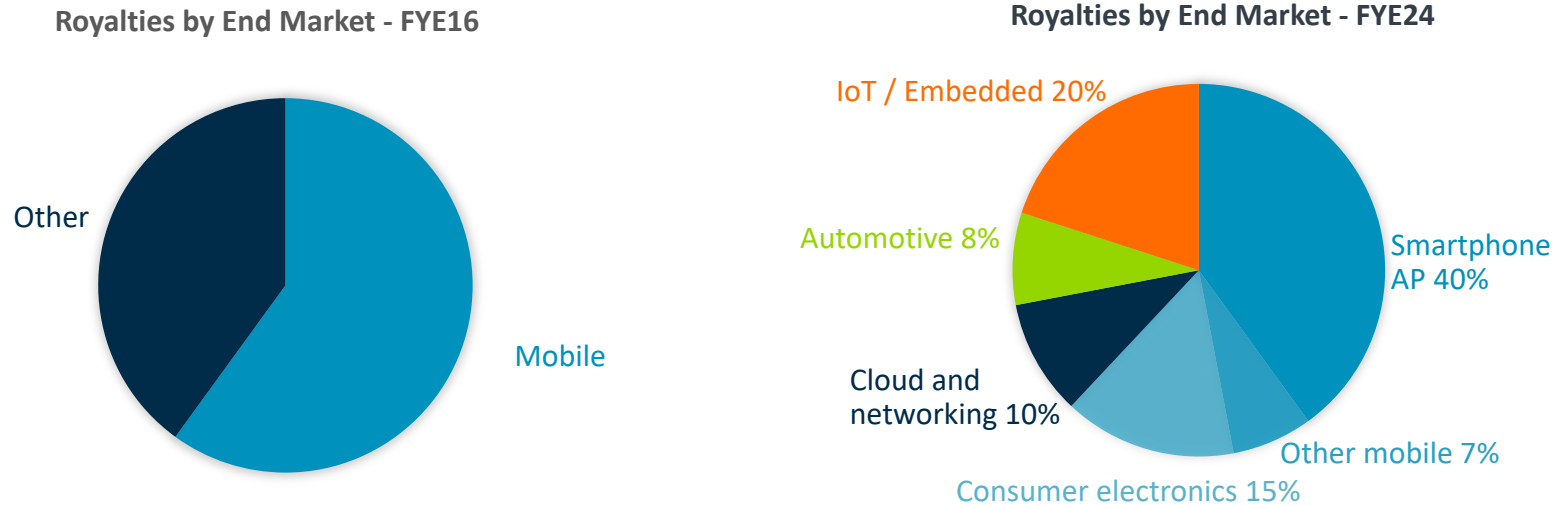 Royalties by End Market - FYE16
Other
Mobile
Royalties by End Market - FYE24
IoT / Embedded 20%
Automotive 8%
Smartphone
AP 40%
Cloud and
networking 10%
Other mobile 7%
Consumer electronics 15%